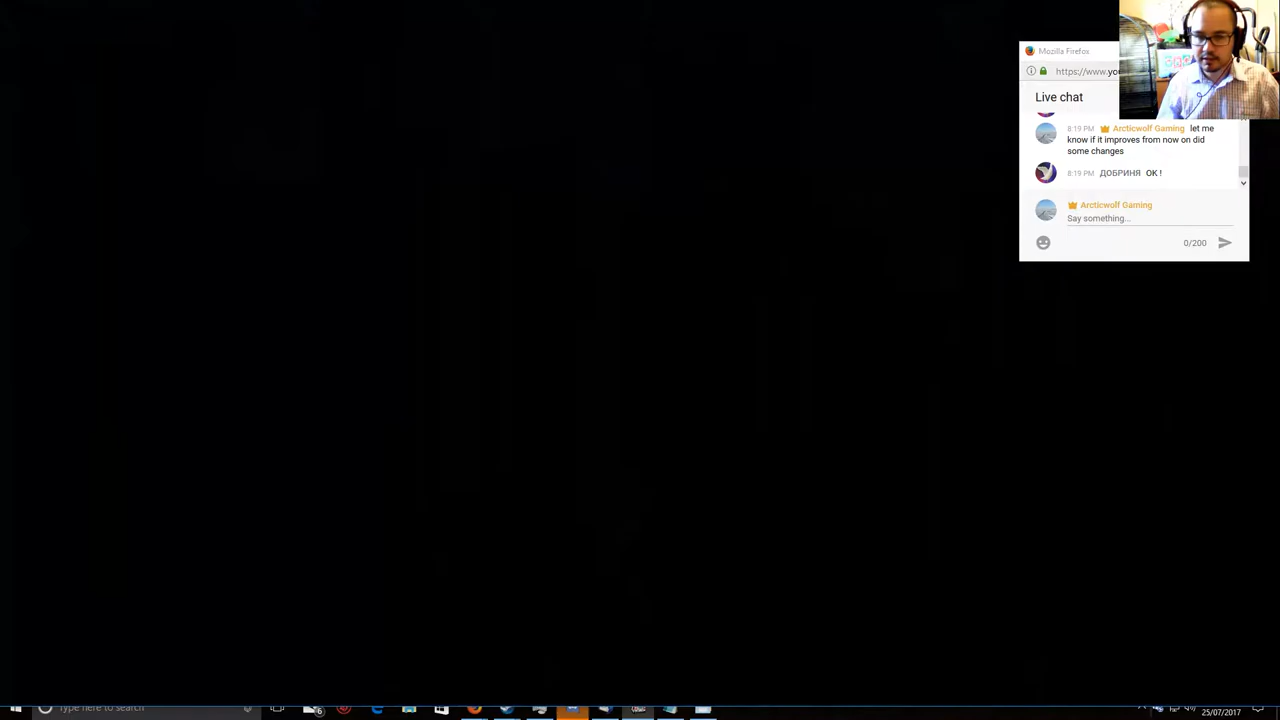 Mozilla Firefox
https://www.yo
Live chat
8:19 PM Arcticwolf Gaming let me
know if it improves from now on did
some changes
8:19 PM ДОБРИНЯ OK !
Arcticwolf Gaming
Say something...
0/200
Type here to search
6
25/07/2017